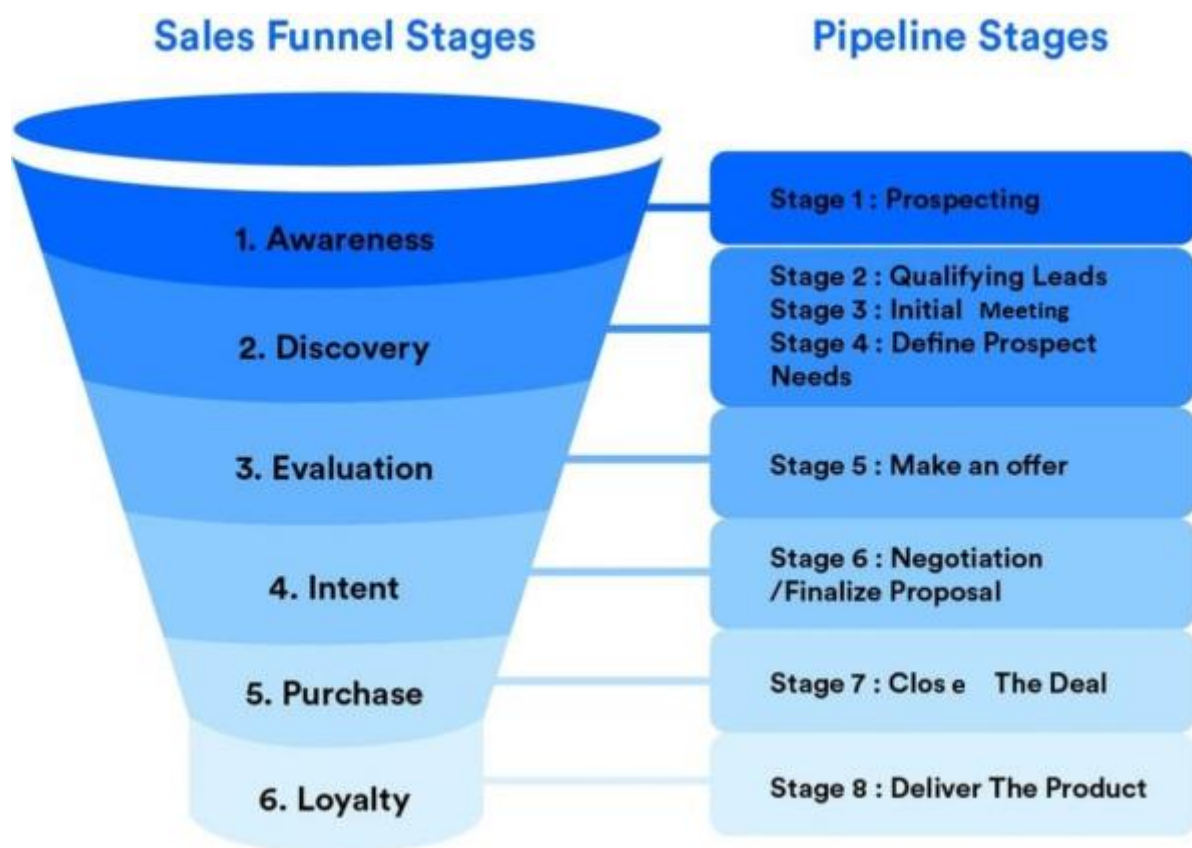 Sales Funnel Stages
Pipeline Stages
1. Awareness
Stage 1 : Prospecting
2. Discovery
Stage 2 : Qualifying Leads
Stage 3 : Initial Meeting
Stage 4 : Define Prospect
Needs
3. Evaluation
Stage 5 : Make an offer
4. Intent
Stage 6 : Negotiation
/Finalize Proposal
5. Purchase
Stage 7 : Clos e The Deal
6. Loyalty
Stage 8 : Deliver The Product